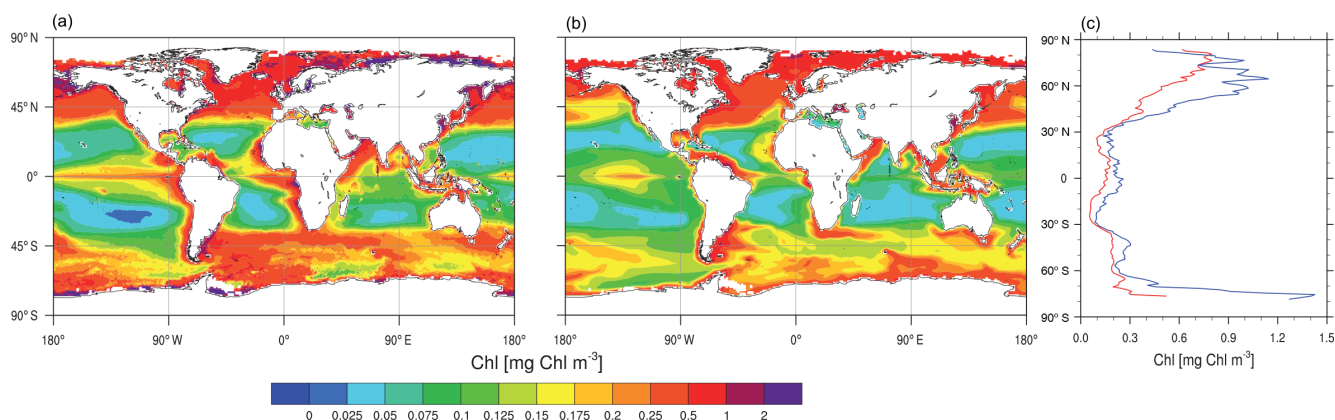 (a)
(b)
(c)
90° N
45° N
0°
45° S
90° S
180° 90° W 0° 90° E 180°
180° 90° W 0° 90° E 180°
90° N
60° N
30° N
0
30° S
60° S
90° S
0.0 0.3 0.6 0.9 1.2 1.5
Chl [mg Chl m⁻³]
Chl [mg Chl m⁻³]
0 0.025 0.05 0.075 0.1 0.125 0.15 0.175 0.2 0.25 0.5 1 2